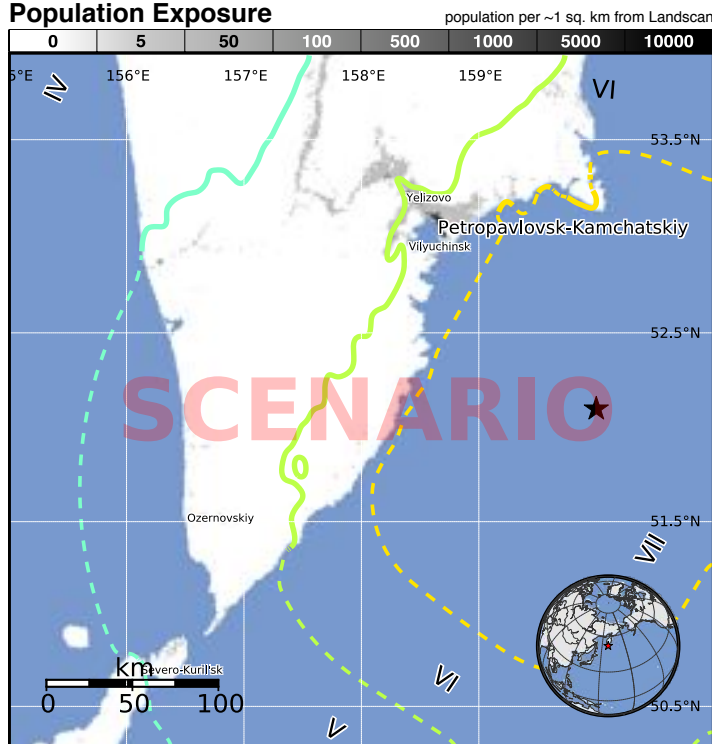 Population Exposure
population per ~1 sq. km from Landscan
0 5 50 100 500 1000 5000 10000
5°E 156°E 157°E 158°E 159°E
IV
VI
53.5°N
Yelizovo
Petropavlovsk-Kamchatskiy
Vilyuchinsk
52.5°N
SCENARIO
Ozernovskiy
51.5°N
VII
km
Severo-Kuril'sk
0 50 100
VI
50.5°N
V